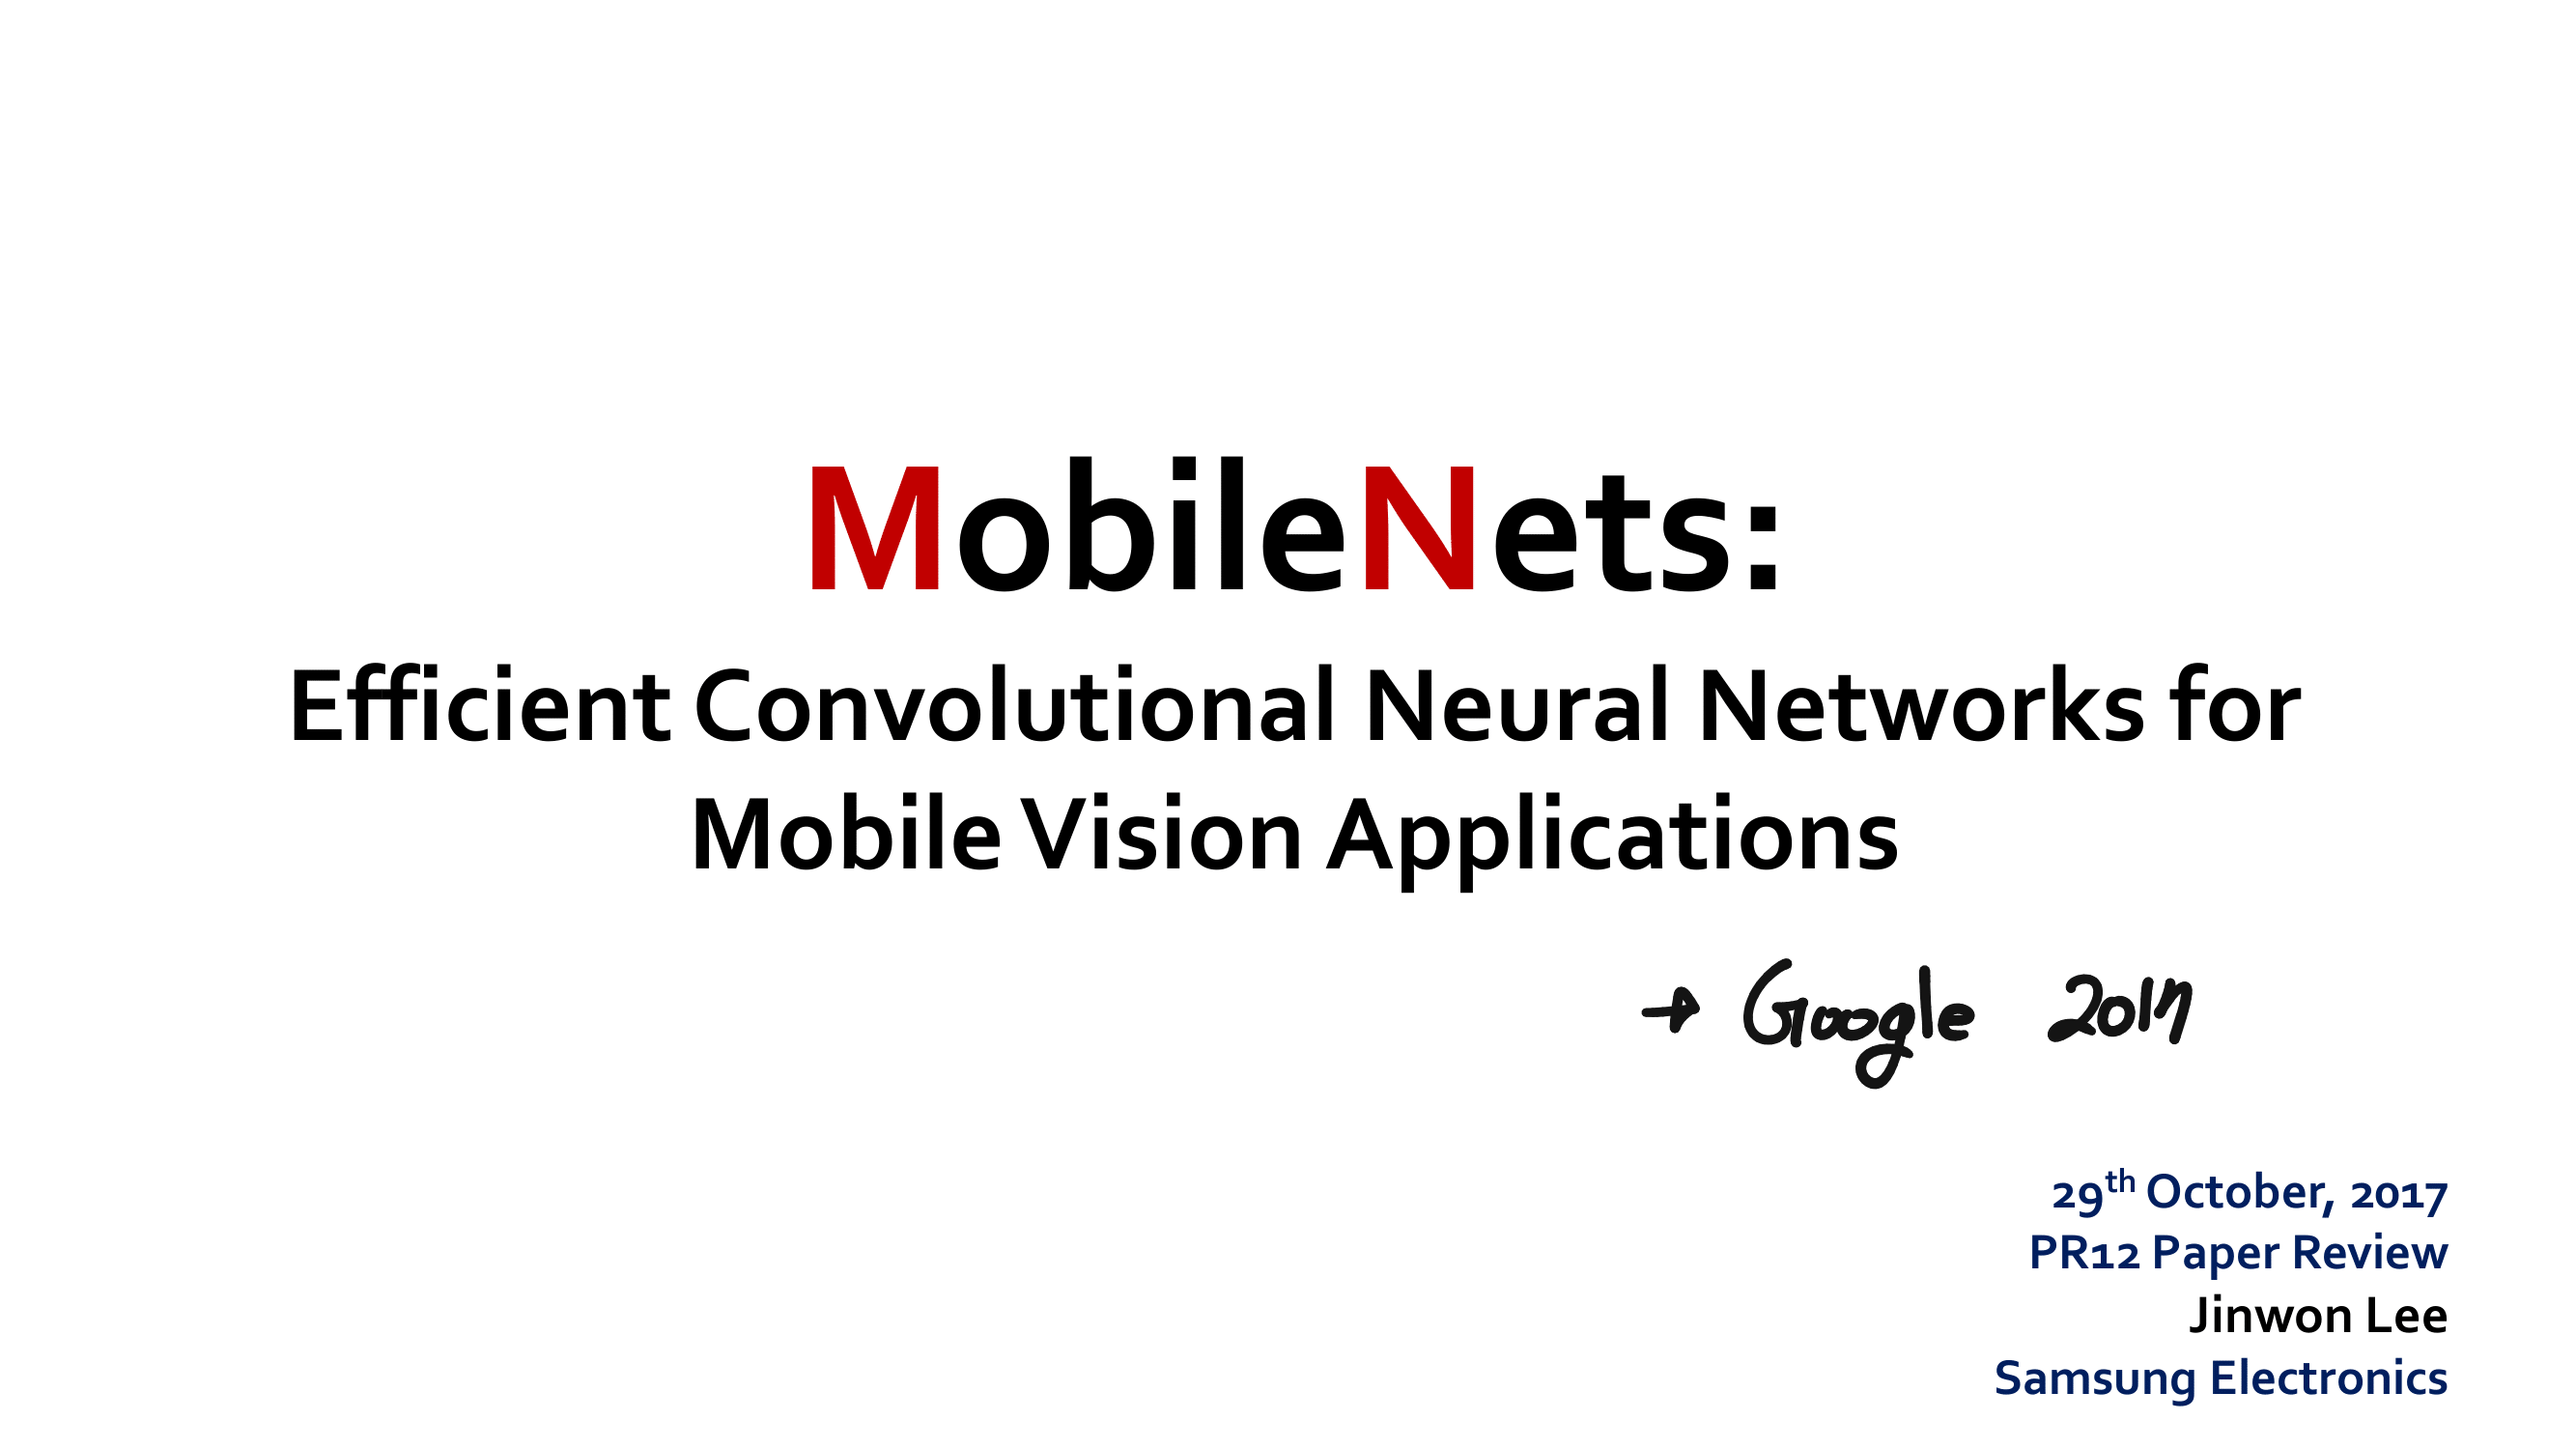 MobileNets:
Efficient Convolutional Neural Networks for
Mobile Vision Applications
→ Google 2017
29th October, 2017
PR12 Paper Review
Jinwon Lee
Samsung Electronics